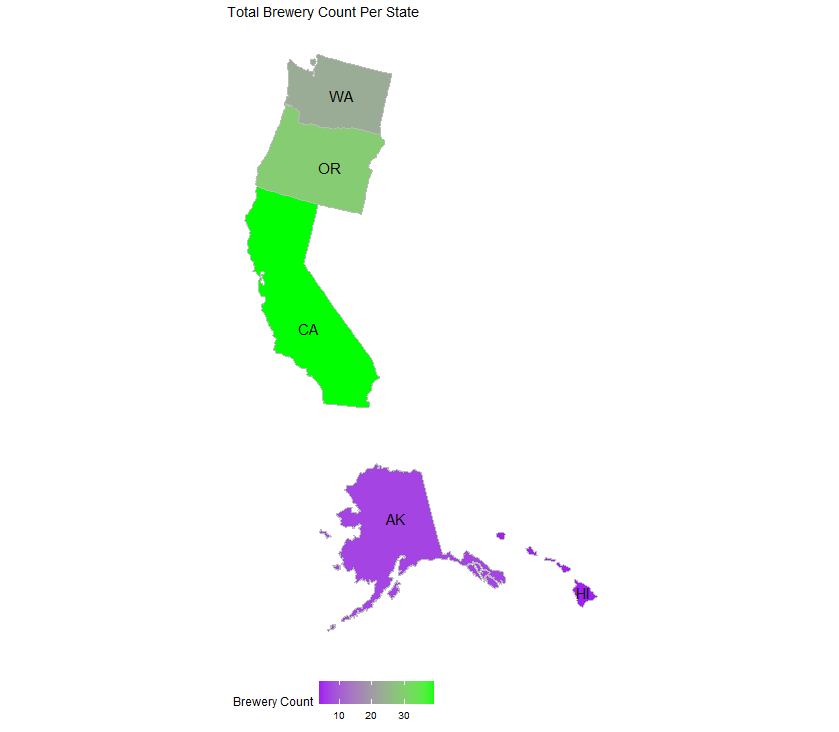 Total Brewery Count Per State
WA
OR
CA
AK
HI
Brewery Count
10 20 30